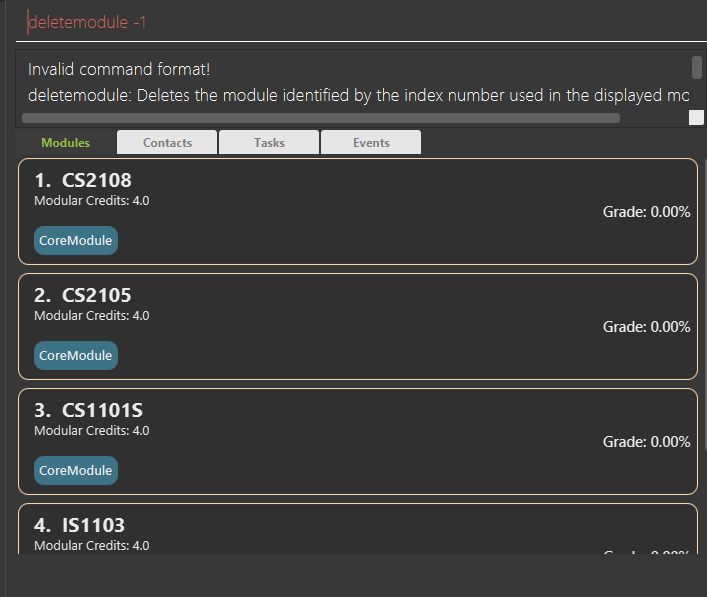 deletemodule -1
Invalid command format!
deletemodule: Deletes the module identified by the index number used in the displayed
Modules Contacts Tasks Events
1. CS2108
Modular Credits: 4.0
Grade: 0.00%
CoreModule
2. CS2105
Modular Credits: 4.0
Grade: 0.00%
CoreModule
3. CS1101S
Modular Credits: 4.0
Grade: 0.00%
CoreModule
4. IS1103
Modular Credits: 4.0